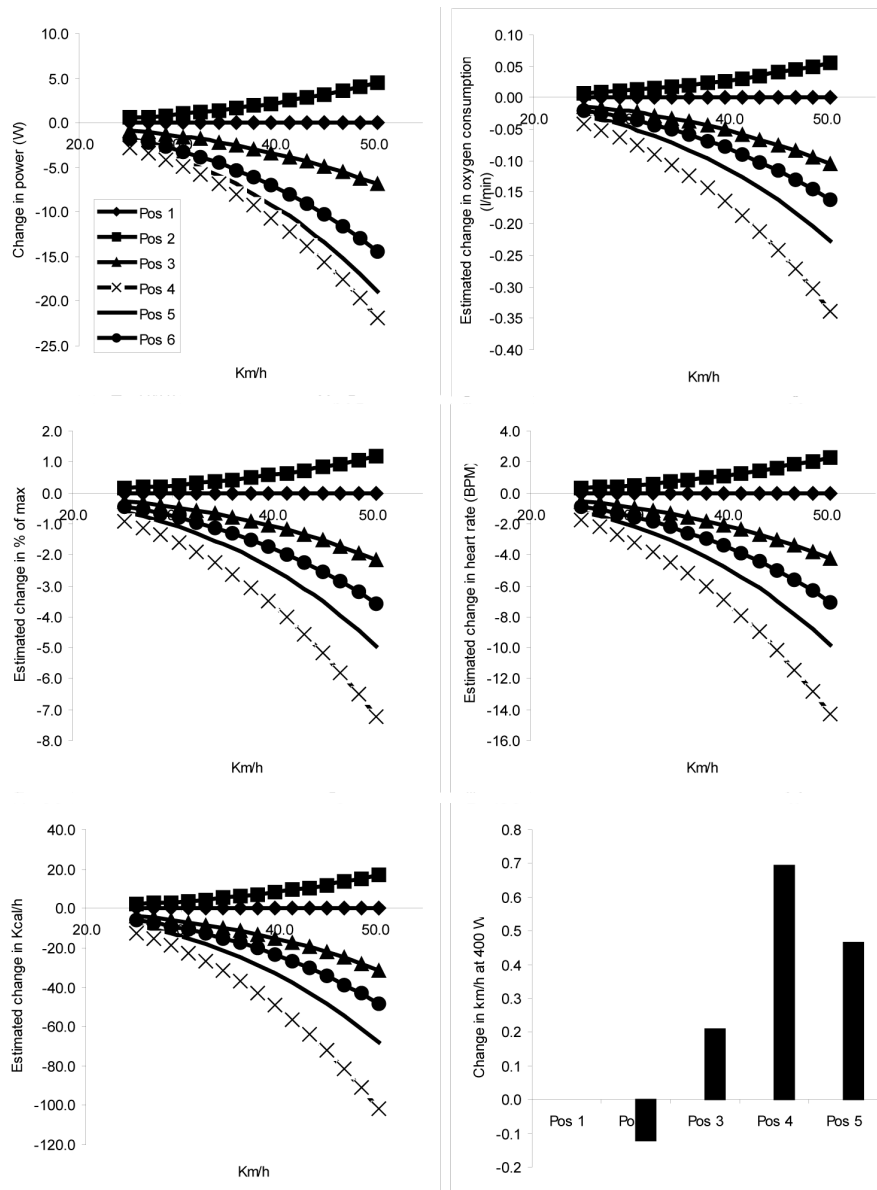 10.0
5.0
0.0
-5.0
-10.0
-15.0
-20.0
-25.0
20.0 40.0 50.0
Change in power (W)
Km/h
Pos 1
Pos 2
Pos 3
Pos 4
Pos 5
Pos 6
0.10
0.05
0.00
-0.05
-0.10
-0.15
-0.20
-0.25
-0.30
-0.35
-0.40
20.0 40.0 50.0
Estimated change in oxygen consumption
(l/min)
Km/h
2.0
1.0
0.0
-1.0
-2.0
-3.0
-4.0
-5.0
-6.0
-7.0
-8.0
20.0 40.0 50.0
Estimated change in % of max
Km/h
4.0
2.0
0.0
-2.0
-4.0
-6.0
-8.0
-10.0
-12.0
-14.0
-16.0
20.0 40.0 50.0
Estimated change in heart rate (BPM)
Km/h
40.0
20.0
0.0
-20.0
-40.0
-60.0
-80.0
-100.0
-120.0
20.0 40.0 50.0
Estimated change in Kcal/h
Km/h
0.8
0.7
0.6
0.5
0.4
0.3
0.2
0.1
0.0
-0.1
-0.2
Change in km/h at 400 W
Pos 1 Po Pos 3 Pos 4 Pos 5